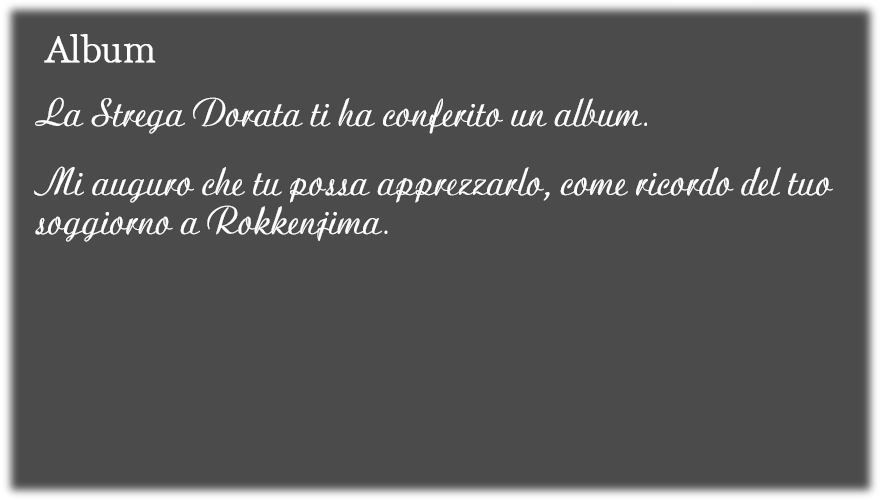 Album
La Strega Dorata ti ha conferito un album.
Mi auguro che tu possa apprezzarlo, come ricordo del tuo
soggiorno a Rokkenjima.